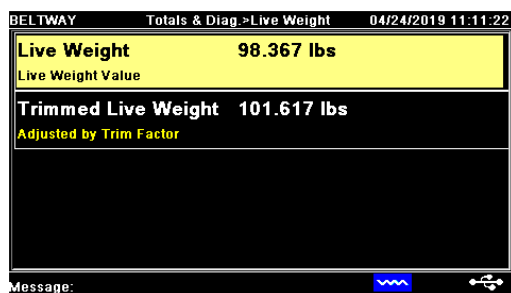 BELTWAY Totals & Diag.>Live Weight 04/24/2019 11:11:22
Live Weight 98.367 lbs
Live Weight Value
Trimmed Live Weight 101.617 lbs
Adjusted by Trim Factor
Message: